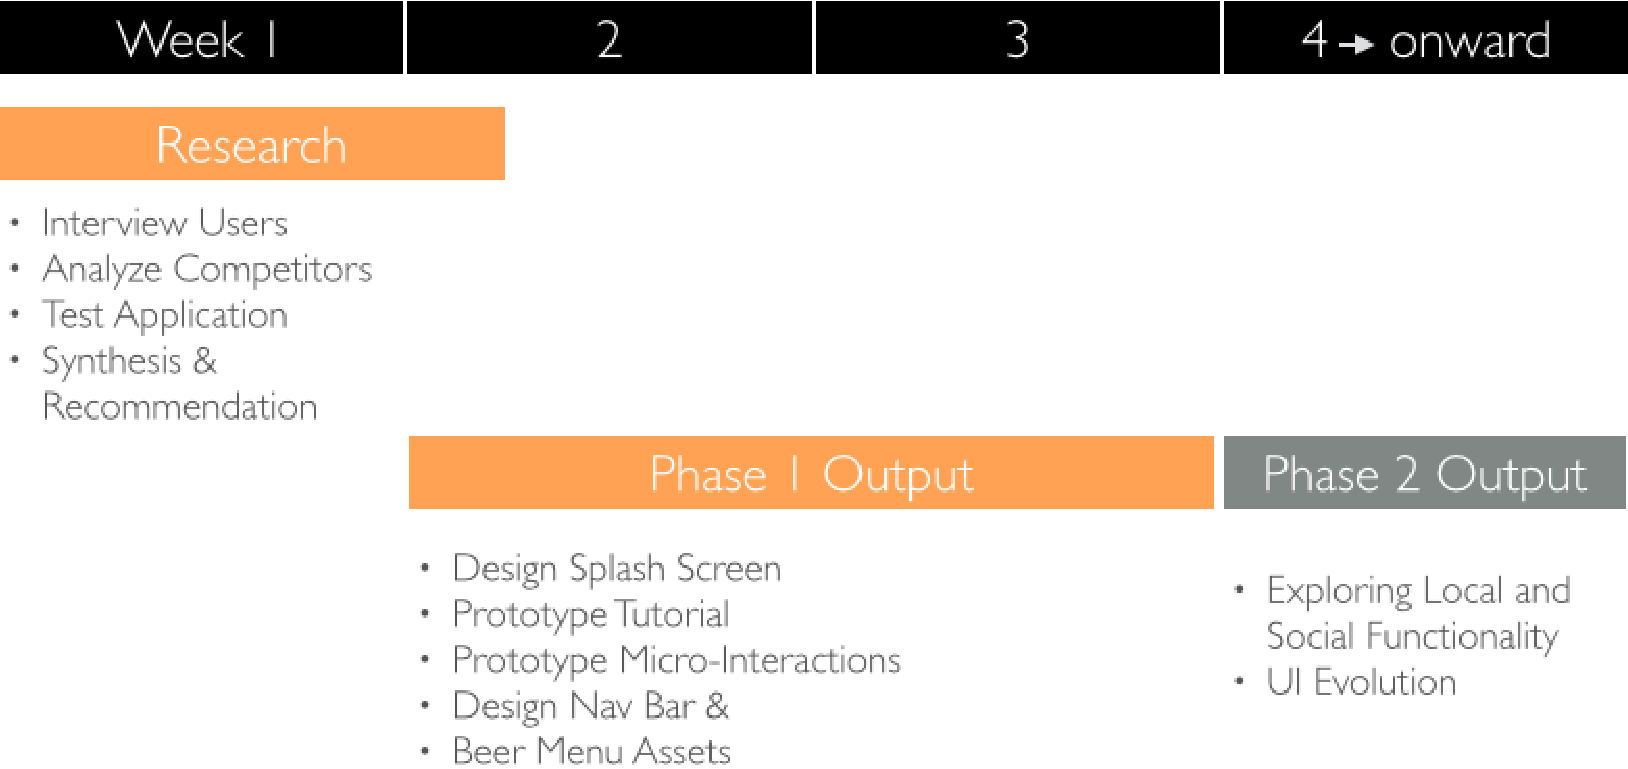 Week 1 2 3 4 → onward
Research
• Interview Users
• Analyze Competitors
• Test Application
• Synthesis &
Recommendation
Phase 1 Output
Phase 2 Output
• Design Splash Screen
• Prototype Tutorial
• Prototype Micro-Interactions
• Design Nav Bar &
• Beer Menu Assets
• Exploring Local and
Social Functionality
• UI Evolution